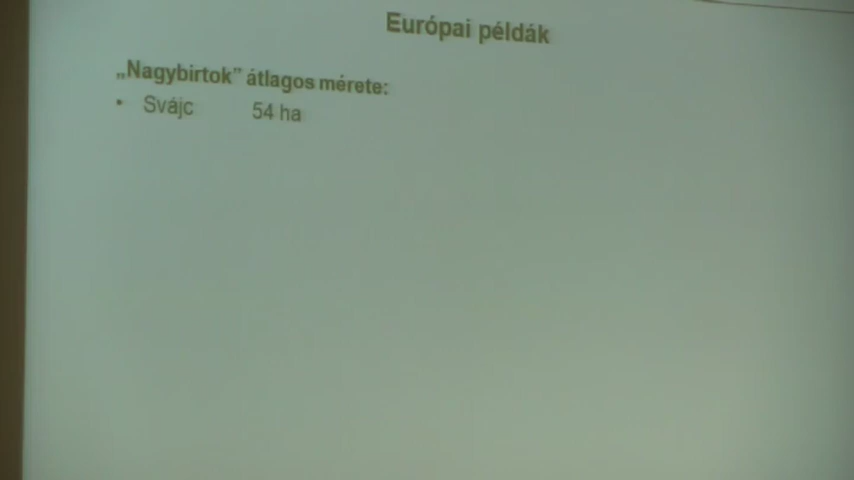 Európai példák
„Nagybirtok” átlagos mérete:
• Svájc 54 ha